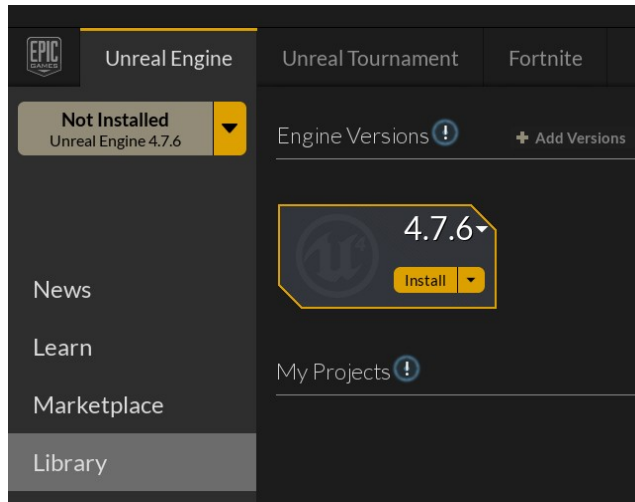 EPIC
GAMES
Unreal Engine
Unreal Tournament
Fortnite
Not Installed
Unreal Engine 4.7.6
Engine Versions
+ Add Versions
4.7.6
Install
News
Learn
My Projects
Marketplace
Library